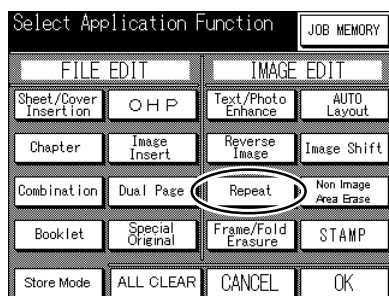 Select Application Function
JOB MEMORY
FILE EDIT
IMAGE EDIT
Sheet/Cover
Insertion
OHP
Text/Photo
Enhance
AUTO
Layout
Chapter
Image
Insert
Reverse
Image
Image Shift
Combination
Dual Page
Repeat
Non Image
Area Erase
Booklet
Special
Original
Frame/Fold
Erasure
STAMP
Store Mode
ALL CLEAR
CANCEL
OK